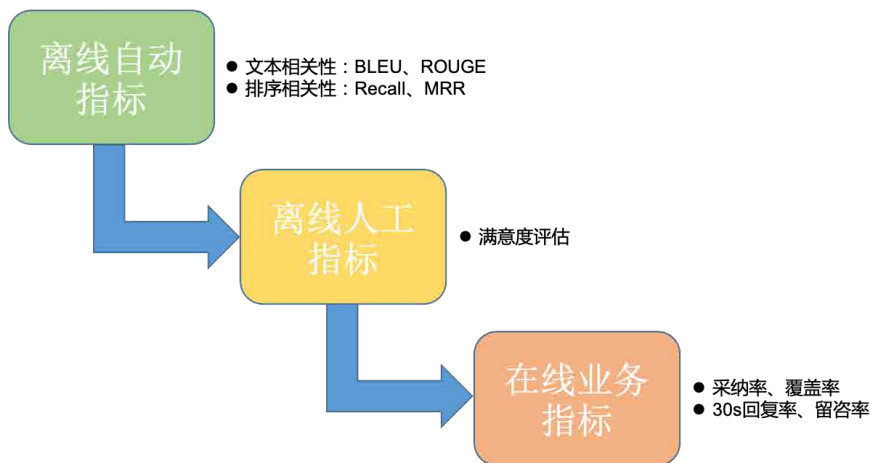 离线自动
指标
● 文本相关性：BLEU、ROUGE
● 排序相关性：Recall、MRR
离线人工
指标
● 满意度评估
在线业务
指标
● 采纳率、覆盖率
● 30s回复率、留咨率